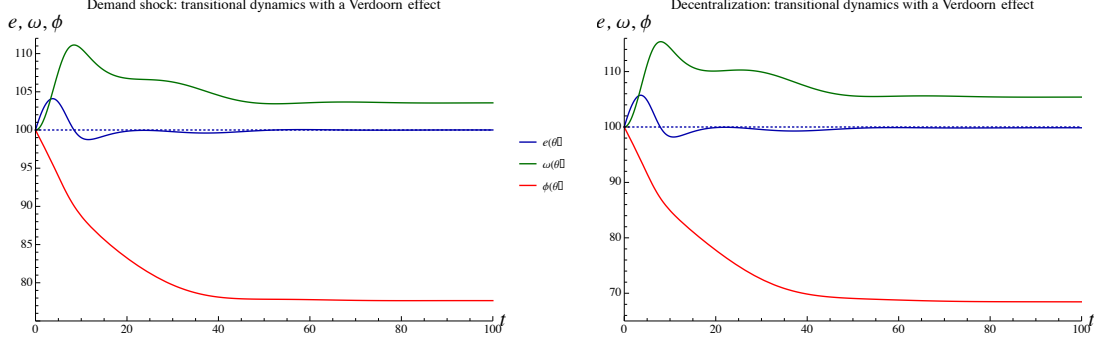 Demand shock: transitional dynamics with a Verdoorn effect
e, ω, ϕ
110
105
100
95
90
85
80
0
20
40
60
80
100
t
e(θ
ω(θ
ϕ(θ
Decentralization: transitional dynamics with a Verdoorn effect
e, ω, ϕ
110
100
90
80
70
0
20
40
60
80
100
t